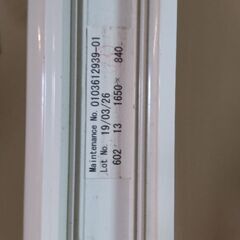 Maintenance No. 0103612939-01
Lot No. 19/03/26
602 13 1650× 840